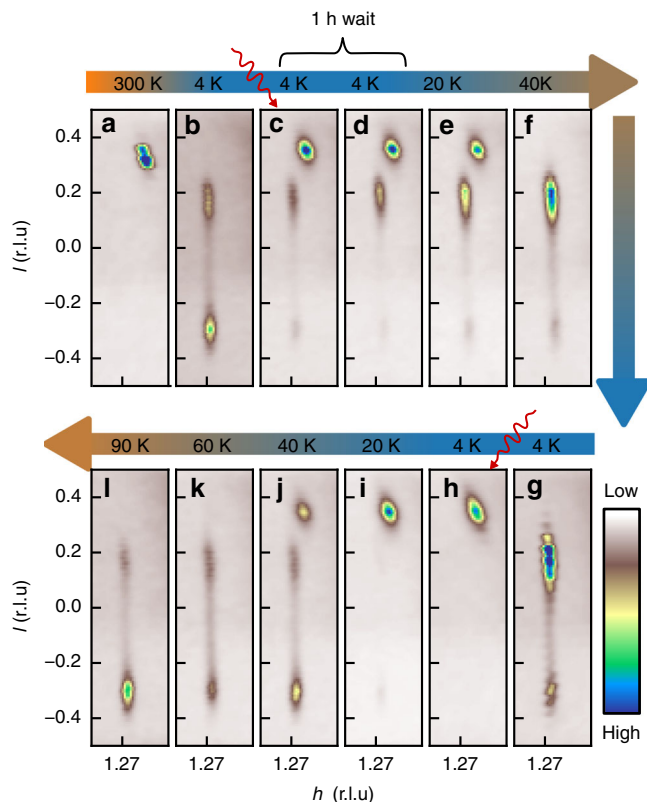 1 h wait
300 K 4 K 4 K 4 K 20 K 40K
a b c d e f
0.4
0.2
0.0
−0.2
−0.4
l (r.l.u)
90 K 60 K 40 K 20 K 4 K 4 K
l k j i h g
0.4
0.2
0.0
−0.2
−0.4
l (r.l.u)
Low
High
1.27 1.27 1.27 1.27 1.27 1.27
h (r.l.u)